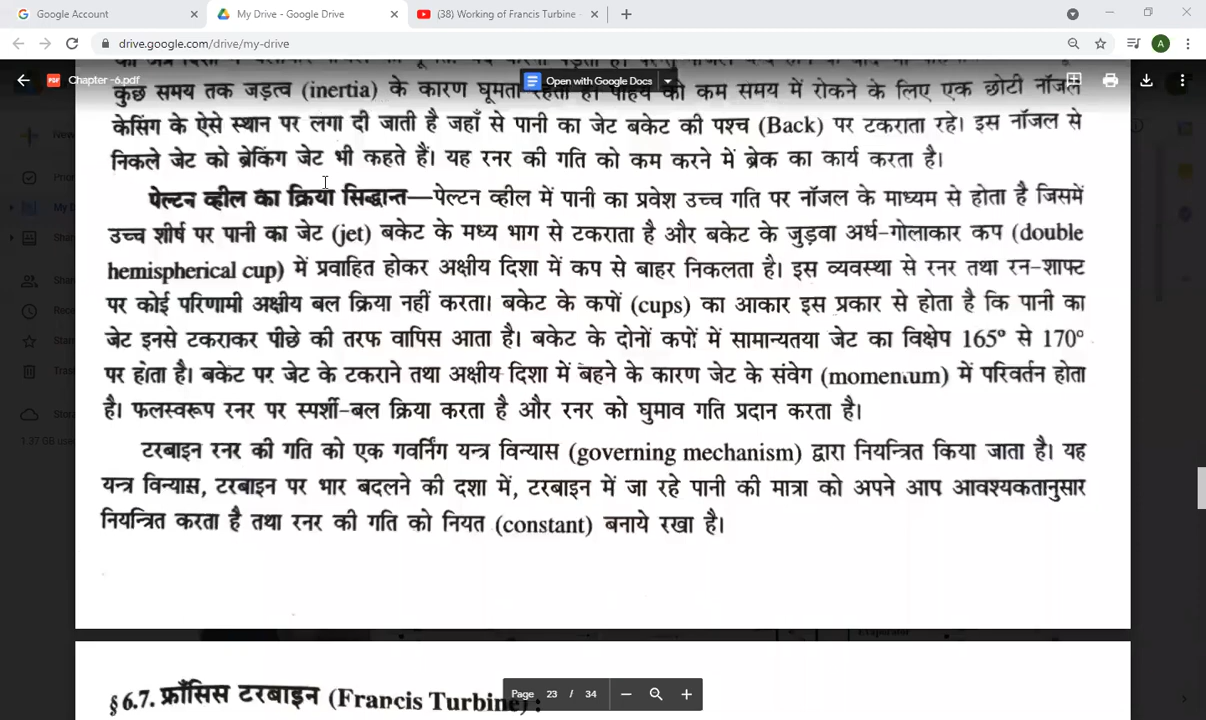 Google Account
My Drive - Google Drive
(38) Working of Francis Turbine -
drive.google.com/drive/my-drive
A
Chapter -6.pdf
Open with Google Docs
कुछ समय तक जड़त्व (inertia) के कारण घूमता रहता है। पहिये को कम समय में रोकने के लिए एक छोटी नॉजल
केसिंग के ऐसे स्थान पर लगा दी जाती है जहाँ से पानी का जेट बकेट की पश्च (Back) पर टकराता रहे। इस नॉजल से
निकले जेट को ब्रेकिंग जेट भी कहते हैं। यह रनर की गति को कम करने में ब्रेक का कार्य करता है।
पेल्टन व्हील का क्रिया सिद्धान्त—पेल्टन व्हील में पानी का प्रवेश उच्च गति पर नॉजल के माध्यम से होता है जिसमें
उच्च शीर्ष पर पानी का जेट (jet) बकेट के मध्य भाग से टकराता है और बकेट के जुड़वा अर्ध-गोलाकार कप (double
hemispherical cup) में प्रवाहित होकर अक्षीय दिशा में कप से बाहर निकलता है। इस व्यवस्था से रनर तथा रन-शाफ्ट
पर कोई परिणामी अक्षीय बल क्रिया नहीं करता। बकेट के कपों (cups) का आकार इस प्रकार से होता है कि पानी का
जेट इनसे टकराकर पीछे की तरफ वापिस आता है। बकेट के दोनों कपों में सामान्यतया जेट का विक्षेप 165° से 170°
पर होता है। बकेट पर जेट के टकराने तथा अक्षीय दिशा में बहने के कारण जेट के संवेग (momentum) में परिवर्तन होता
है। फलस्वरूप रनर पर स्पर्शी-बल क्रिया करता है और रनर को घुमाव गति प्रदान करता है।
टरबाइन रनर की गति को एक गवर्निंग यन्त्र विन्यास (governing mechanism) द्वारा नियन्त्रित किया जाता है। यह
यन्त्र विन्यास, टरबाइन पर भार बदलने की दशा में, टरबाइन में जा रहे पानी की मात्रा को अपने आप आवश्यकतानुसार
नियन्त्रित करता है तथा रनर की गति को नियत (constant) बनाये रखा है।
§ 6.7. फ्राँसिस टरबाइन (Francis Turbine) :
Page 23 / 34